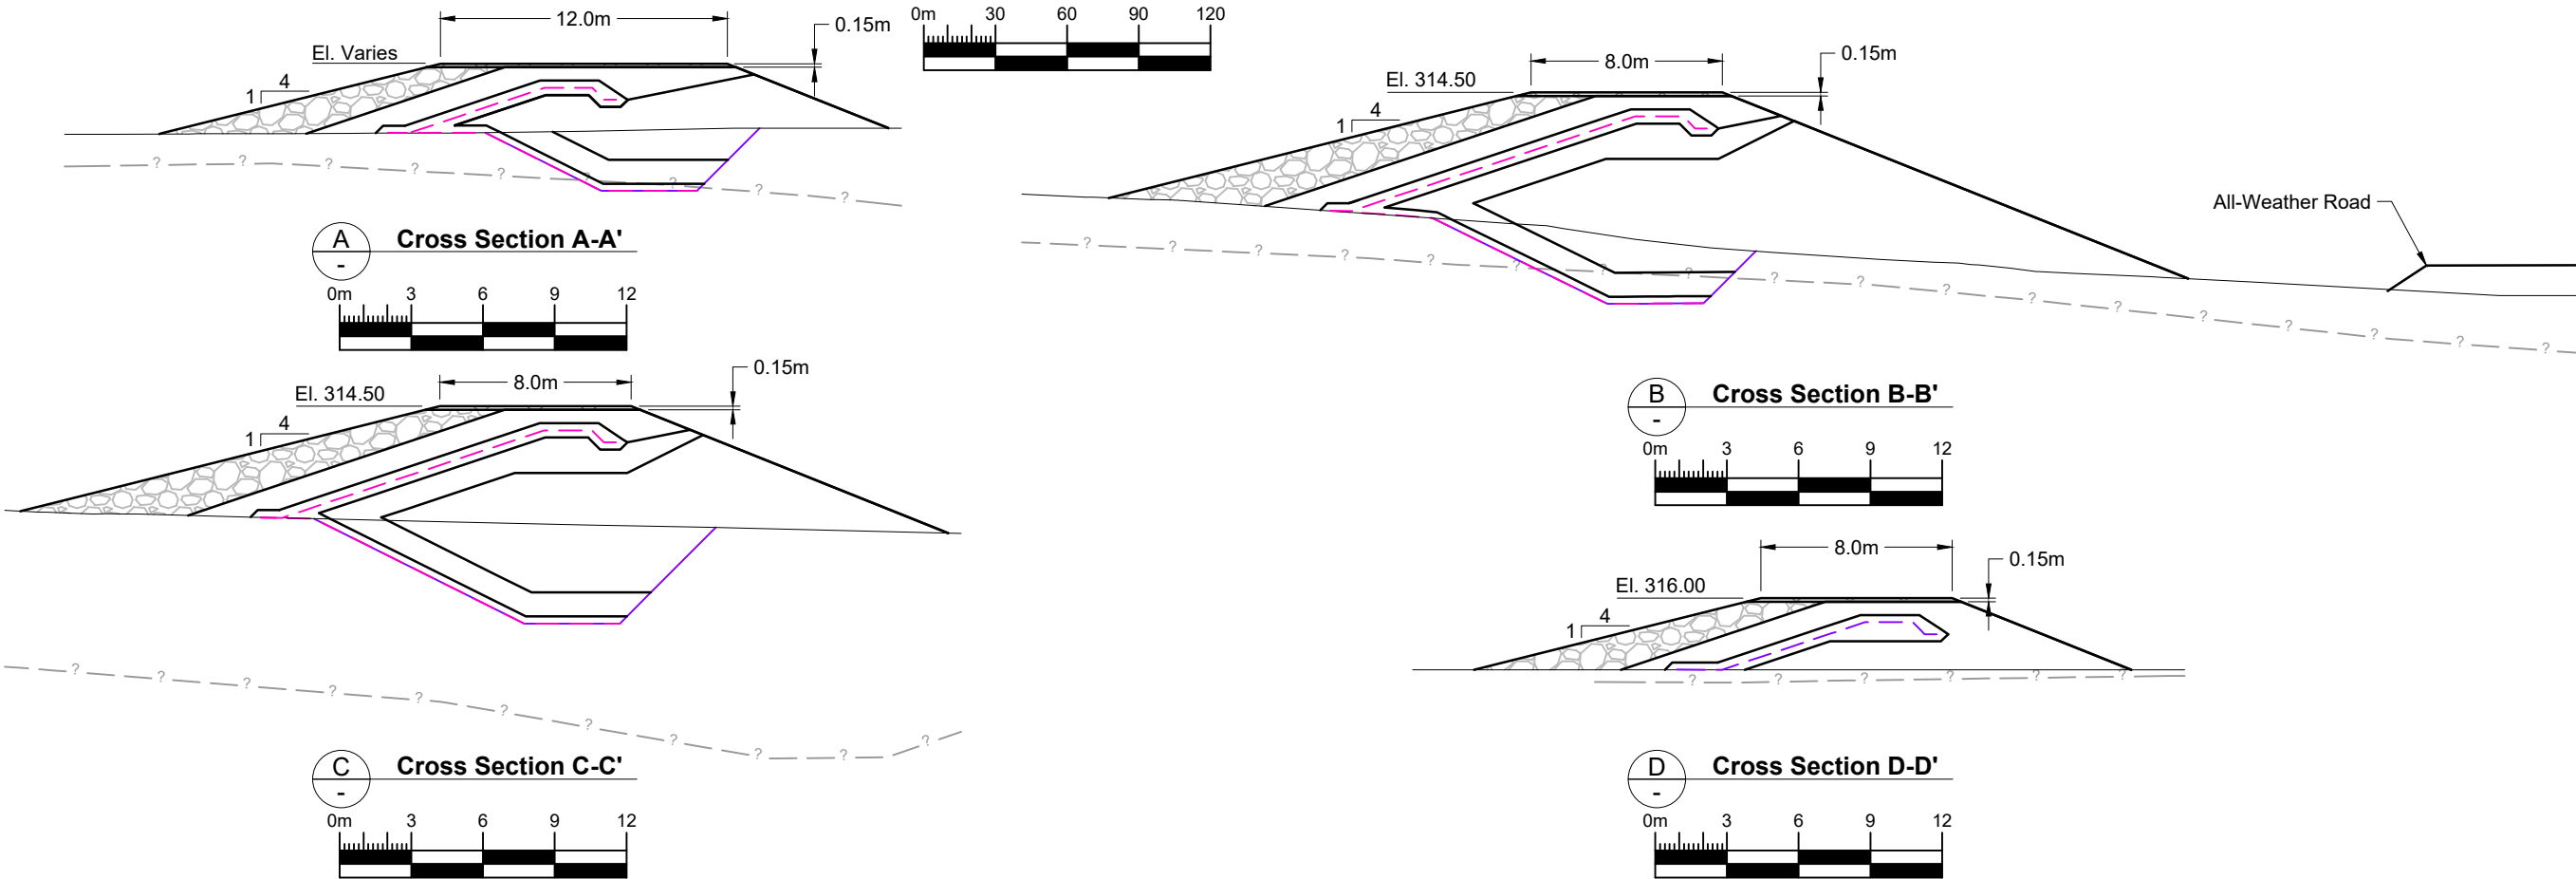 12.0m
0.15m
El. Varies
1 4
? ? ? ? ? ? ? ? ?
A
-
Cross Section A-A'
0m 3 6 9 12
0m 30 60 90 120
8.0m
0.15m
El. 314.50
1 4
All-Weather Road
? ? ? ? ? ? ? ? ? ? ? ? ? ? ? ? ? ?
B
-
Cross Section B-B'
0m 3 6 9 12
8.0m
0.15m
El. 314.50
1 4
? ? ? ? ? ? ? ? ? ? ?
C
-
Cross Section C-C'
0m 3 6 9 12
8.0m
0.15m
El. 316.00
1 4
? ? ? ? ? ?
D
-
Cross Section D-D'
0m 3 6 9 12